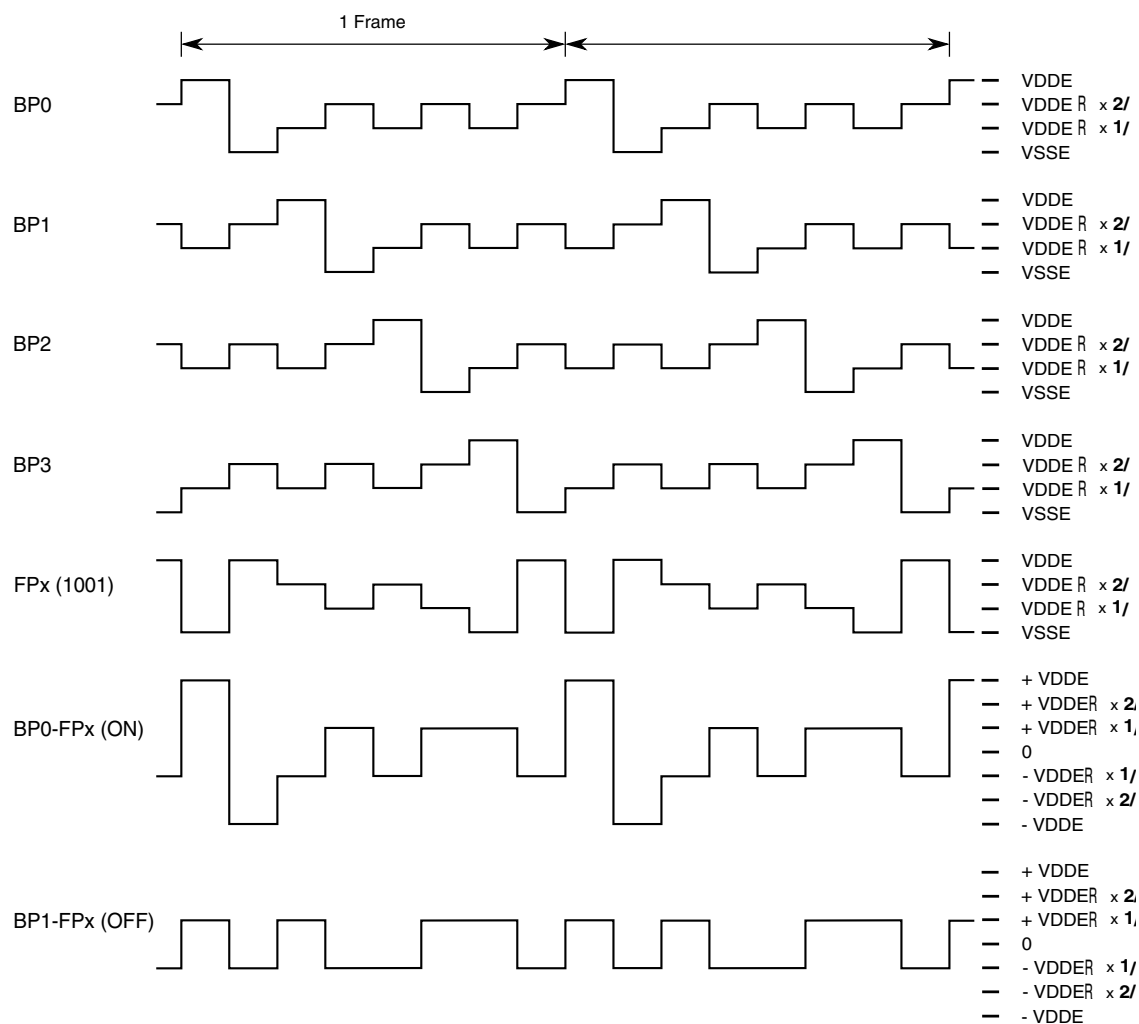 1 Frame
BP0
VDDE
VDDE R x 2/
VDDE R x 1/
VSSE
BP1
VDDE
VDDE R x 2/
VDDE R x 1/
VSSE
BP2
VDDE
VDDE R x 2/
VDDE R x 1/
VSSE
BP3
VDDE
VDDE R x 2/
VDDE R x 1/
VSSE
FPx (1001)
VDDE
VDDE R x 2/
VDDE R x 1/
VSSE
BP0-FPx (ON)
+ VDDE
+ VDDER x 2/
+ VDDER x 1/
0
- VDDER x 1/
- VDDER x 2/
- VDDE
BP1-FPx (OFF)
+ VDDE
+ VDDER x 2/
+ VDDER x 1/
0
- VDDER x 1/
- VDDER x 2/
- VDDE